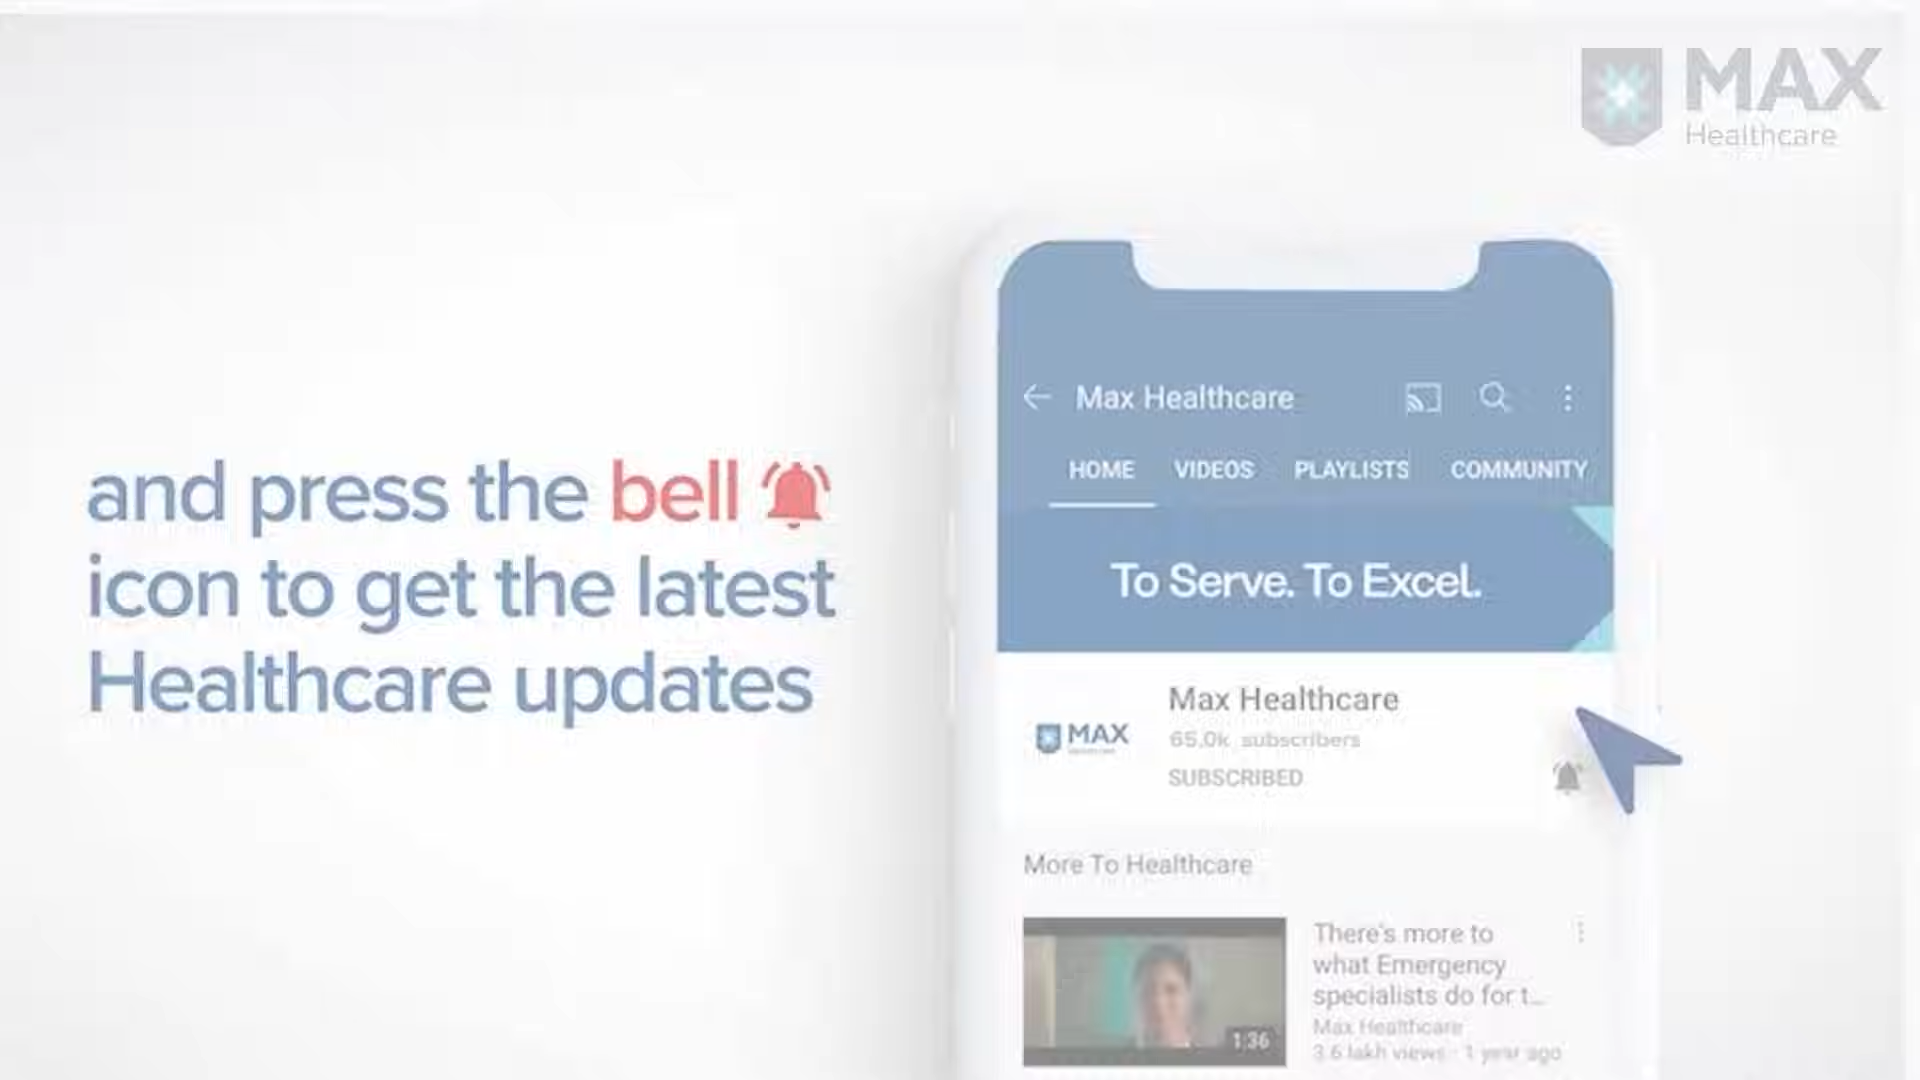 MAX
Healthcare
and press the bell
icon to get the latest
Healthcare updates
Max Healthcare
HOME VIDEOS PLAYLISTS COMMUNITY
To Serve. To Excel.
MAX
Max Healthcare
65.0k subscribers
SUBSCRIBED
More To Healthcare
1:36
There's more to
what Emergency
specialists do for t...
Max Healthcare
3.6 lakh views · 1 year ago